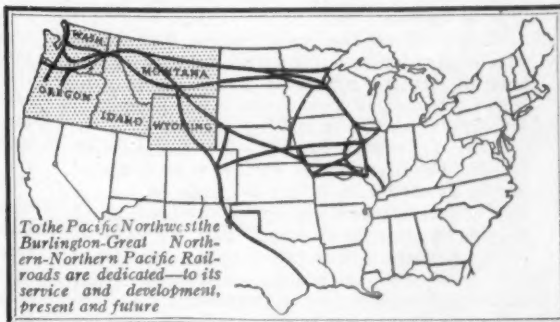 WASH.
MONTANA
OREGON
IDAHO
WYOMING
To the Pacific Northwest the
Burlington-Great North-
ern-Northern Pacific Rail-
roads are dedicated—to its
service and development,
present and future